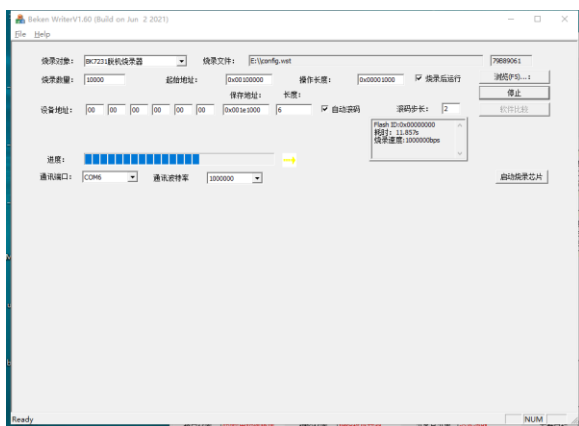 Beken WriterV1.60 (Build on Jun 2 2021)
File Help
烧录对象: BK7231脱机烧录器 烧录文件: E:\\config.wst 79B89061
烧录数量: 10000 起始地址: 0x00100000 操作长度: 0x00001000 烧录后运行 浏览(PS)...:
保存地址: 长度: 停止
设备地址: 00 00 00 00 00 00 0x001e1000 6 自动滚码 滚码步长: 2 软件比较
Flash ID:0x00000000
耗时: 11.857s
烧录速度:1000000bps
进度:
通讯端口: COM6 通讯波特率 1000000 启动烧录芯片
Ready NUM